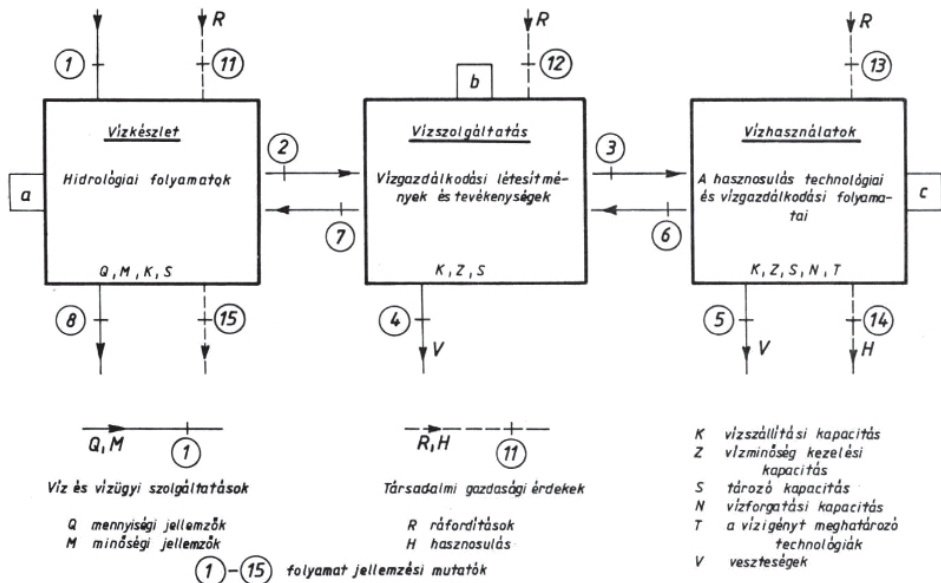 R
R
R
1
11
12
13
b
Vízkészlet
Vízszolgáltatás
Vízhasználatok
2
3
Hidrológiai folyamatok
Vízgazdálkodási létesítmé-
nyek és tevékenységek
A hasznosulás technológiai
és vízgazdálkodási folyama-
tai
a
c
7
6
Q, M, K, S
K, Z, S
K, Z, S, N, T
8
15
4
5
14
V
V
H
Q, M
1
R, H
11
Víz és vízügyi szolgáltatások
Q mennyiségi jellemzők
M minőségi jellemzők
Társadalmi gazdasági érdekek
R ráfordítások
H hasznosulás
K vízszállítási kapacitás
Z vízminőség kezelési
kapacitás
S tározó kapacitás
N vízforgatási kapacitás
T a vízigényt meghatározó
technológiák
V veszteségek
1 – 15 folyamat jellemzési mutatók